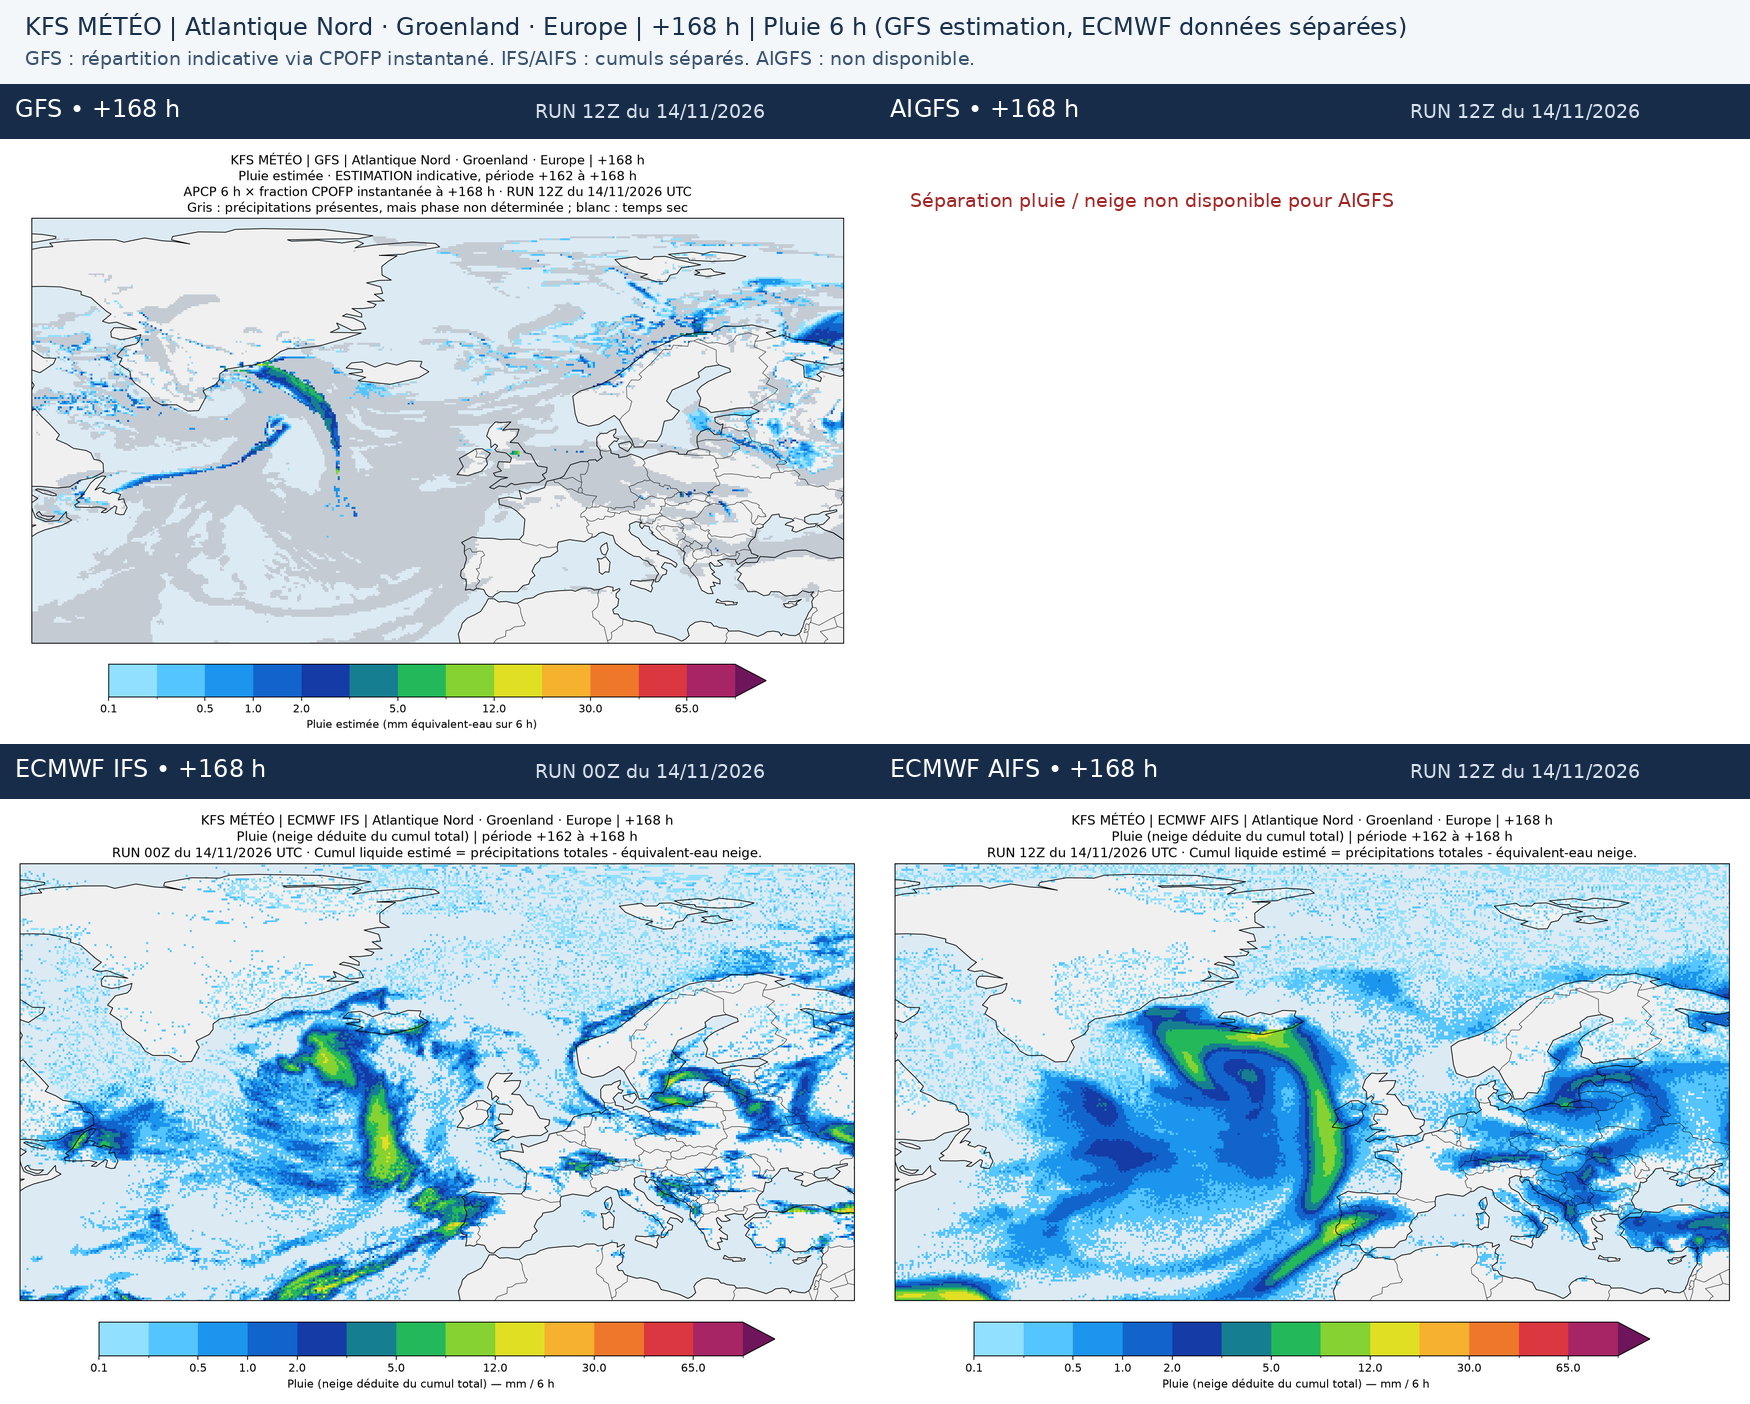 KFS MÉTÉO | Atlantique Nord · Groenland · Europe | +168 h | Pluie 6 h (GFS estimation, ECMWF données séparées)
GFS : répartition indicative via CPOFP instantané. IFS/AIFS : cumuls séparés. AIGFS : non disponible.
GFS • +168 h
RUN 12Z du 14/11/2026
AIGFS • +168 h
RUN 12Z du 14/11/2026
KFS MÉTÉO | GFS | Atlantique Nord · Groenland · Europe | +168 h
Pluie estimée · ESTIMATION indicative, période +162 à +168 h
APCP 6 h × fraction CPOFP instantanée à +168 h · RUN 12Z du 14/11/2026 UTC
Gris : précipitations présentes, mais phase non déterminée ; blanc : temps sec
Séparation pluie / neige non disponible pour AIGFS
0.1 0.5 1.0 2.0 5.0 12.0 30.0 65.0
Pluie estimée (mm équivalent-eau sur 6 h)
ECMWF IFS • +168 h
RUN 00Z du 14/11/2026
ECMWF AIFS • +168 h
RUN 12Z du 14/11/2026
KFS MÉTÉO | ECMWF IFS | Atlantique Nord · Groenland · Europe | +168 h
Pluie (neige déduite du cumul total) | période +162 à +168 h
RUN 00Z du 14/11/2026 UTC · Cumul liquide estimé = précipitations totales - équivalent-eau neige.
0.1 0.5 1.0 2.0 5.0 12.0 30.0 65.0
Pluie (neige déduite du cumul total) — mm / 6 h
KFS MÉTÉO | ECMWF AIFS | Atlantique Nord · Groenland · Europe | +168 h
Pluie (neige déduite du cumul total) | période +162 à +168 h
RUN 12Z du 14/11/2026 UTC · Cumul liquide estimé = précipitations totales - équivalent-eau neige.
0.1 0.5 1.0 2.0 5.0 12.0 30.0 65.0
Pluie (neige déduite du cumul total) — mm / 6 h